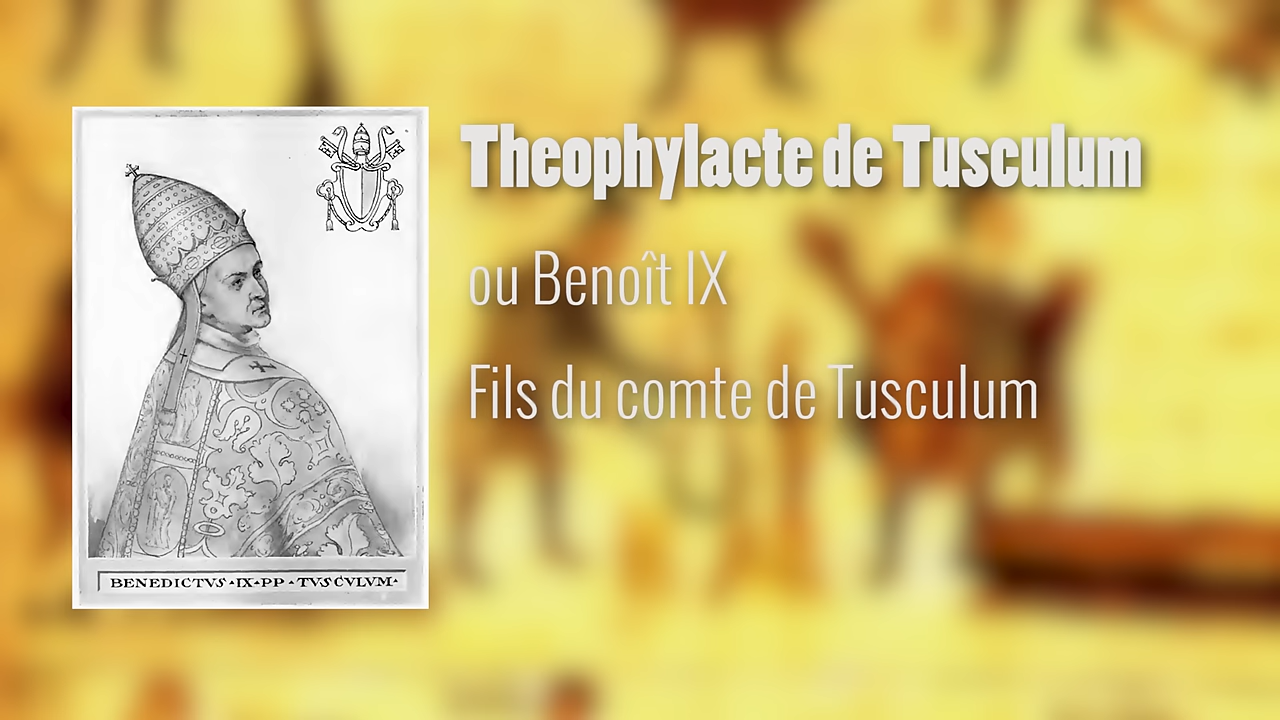 Theophylacte de Tusculum
ou Benoît IX
Fils du comte de Tusculum
BENEDICTVS·IX·PP·TVSCVLVM·